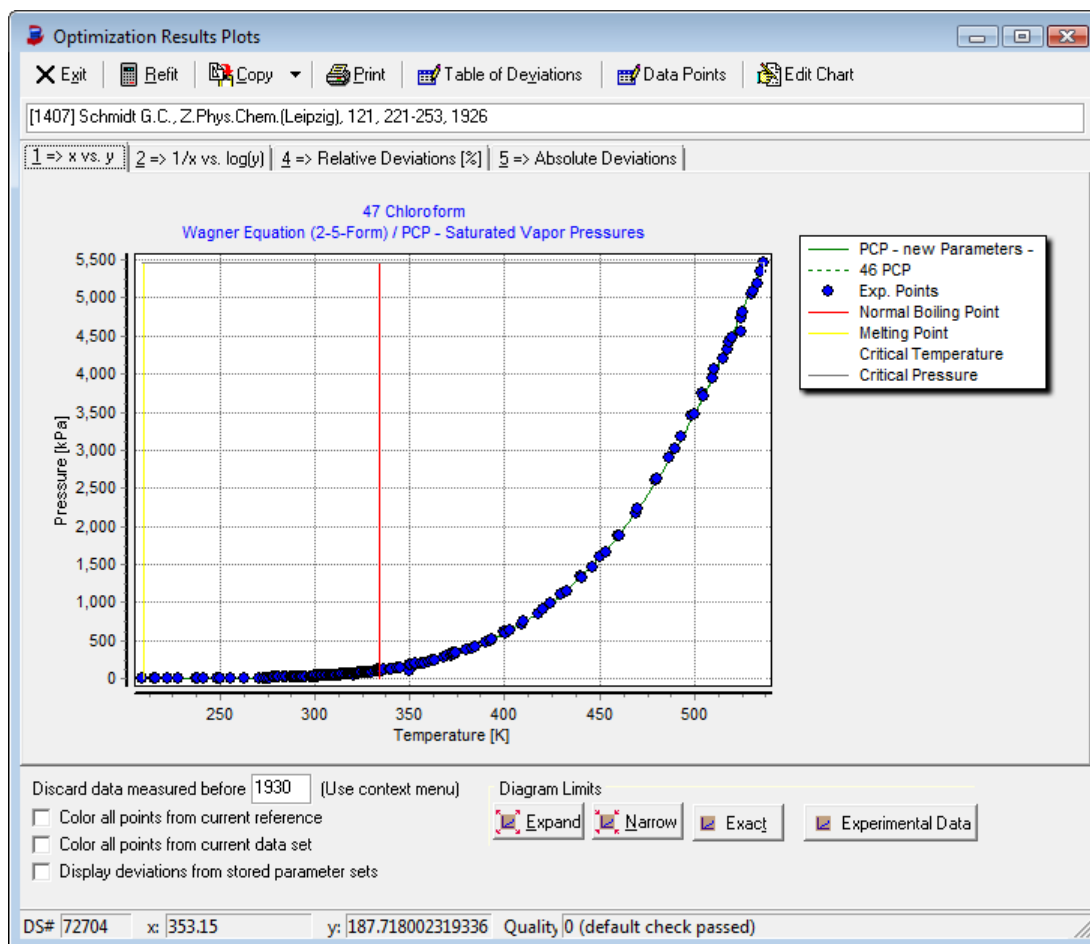 Optimization Results Plots
Exit Refit Copy Print Table of Deviations Data Points Edit Chart
[1407] Schmidt G.C., Z.Phys.Chem.(Leipzig), 121, 221-253, 1926
1 => x vs. y 2 => 1/x vs. log(y) 4 => Relative Deviations [%] 5 => Absolute Deviations
47 Chloroform
Wagner Equation (2-5-Form) / PCP - Saturated Vapor Pressures
5,500
5,000
4,500
4,000
3,500
3,000
2,500
2,000
1,500
1,000
500
0
Pressure [kPa]
250 300 350 400 450 500
Temperature [K]
PCP - new Parameters -
46 PCP
Exp. Points
Normal Boiling Point
Melting Point
Critical Temperature
Critical Pressure
Discard data measured before 1930 (Use context menu)
Color all points from current reference
Color all points from current data set
Display deviations from stored parameter sets
Diagram Limits
Expand Narrow Exact Experimental Data
DS# 72704 x: 353.15 y: 187.718002319336 Quality 0 (default check passed)